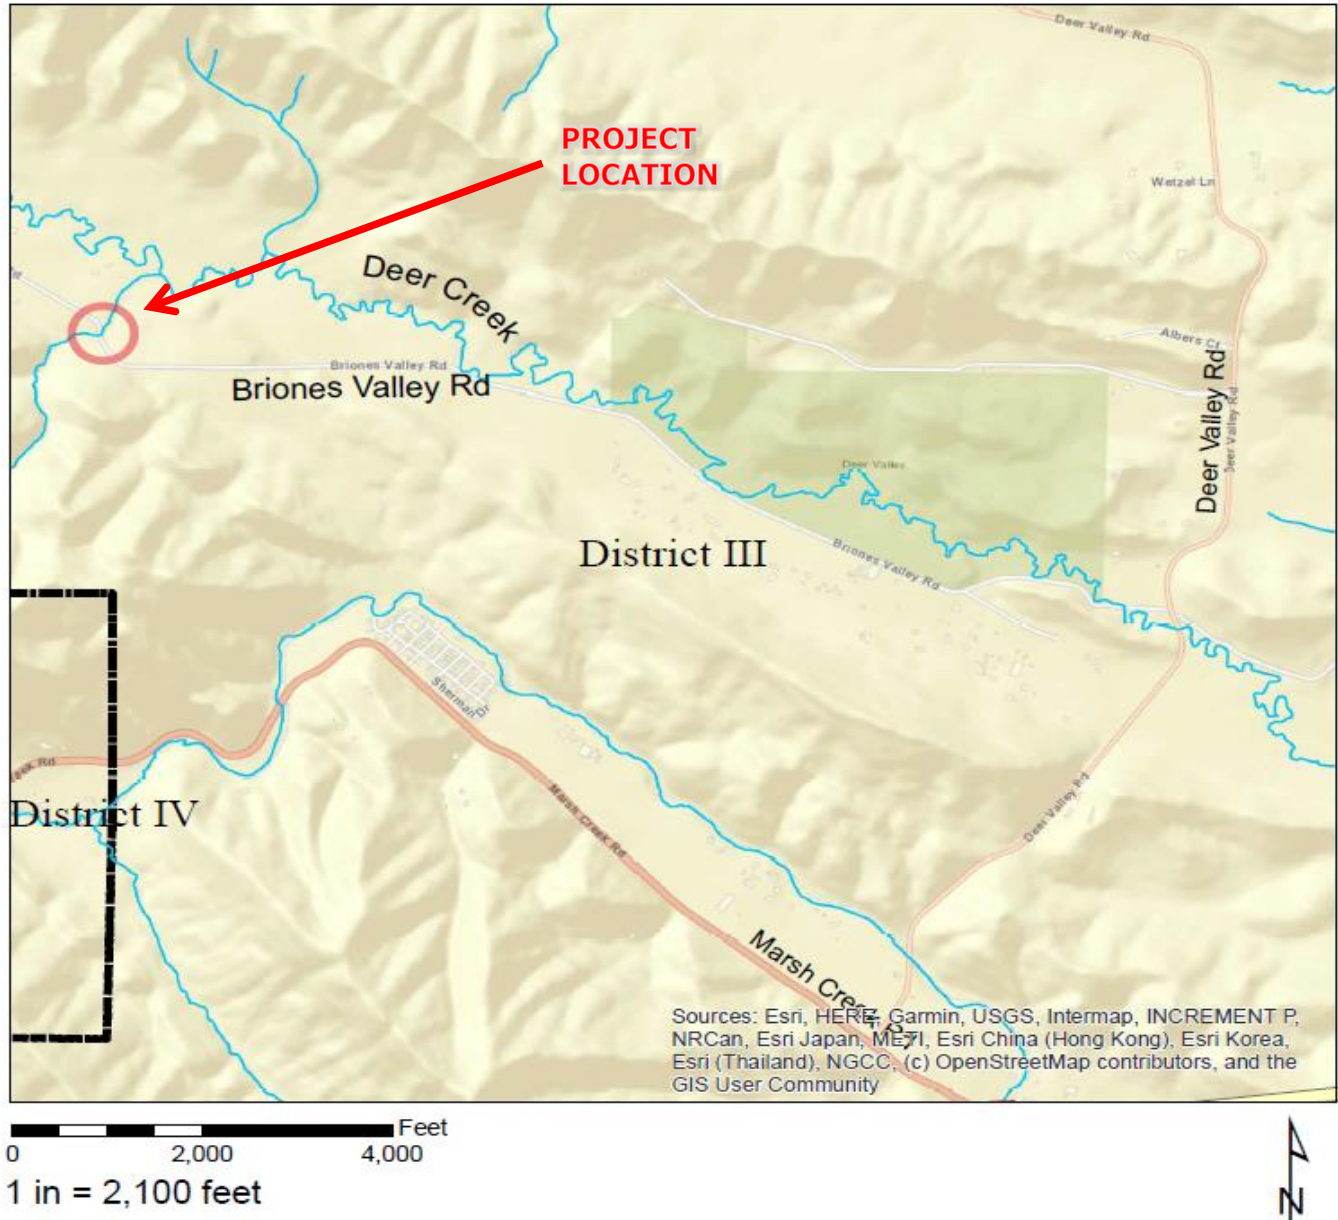 Deer Valley Rd
PROJECT
LOCATION
Wetzel Ln
Deer Creek
Rd
Albers Ct
Briones Valley Rd
Briones Valley Rd
Deer Valley Rd
Deer Valley Rd
Deer Valley
District III
Briones Valley Rd
Sherman
eek Rd
District IV
Marsh Creek Rd
Deer Valley Rd
Marsh Creek Rd
Sources: Esri, HERE, Garmin, USGS, Intermap, INCREMENT P,
NRCan, Esri Japan, METI, Esri China (Hong Kong), Esri Korea,
Esri (Thailand), NGCC, (c) OpenStreetMap contributors, and the
GIS User Community
Feet
0 2,000 4,000
1 in = 2,100 feet
N